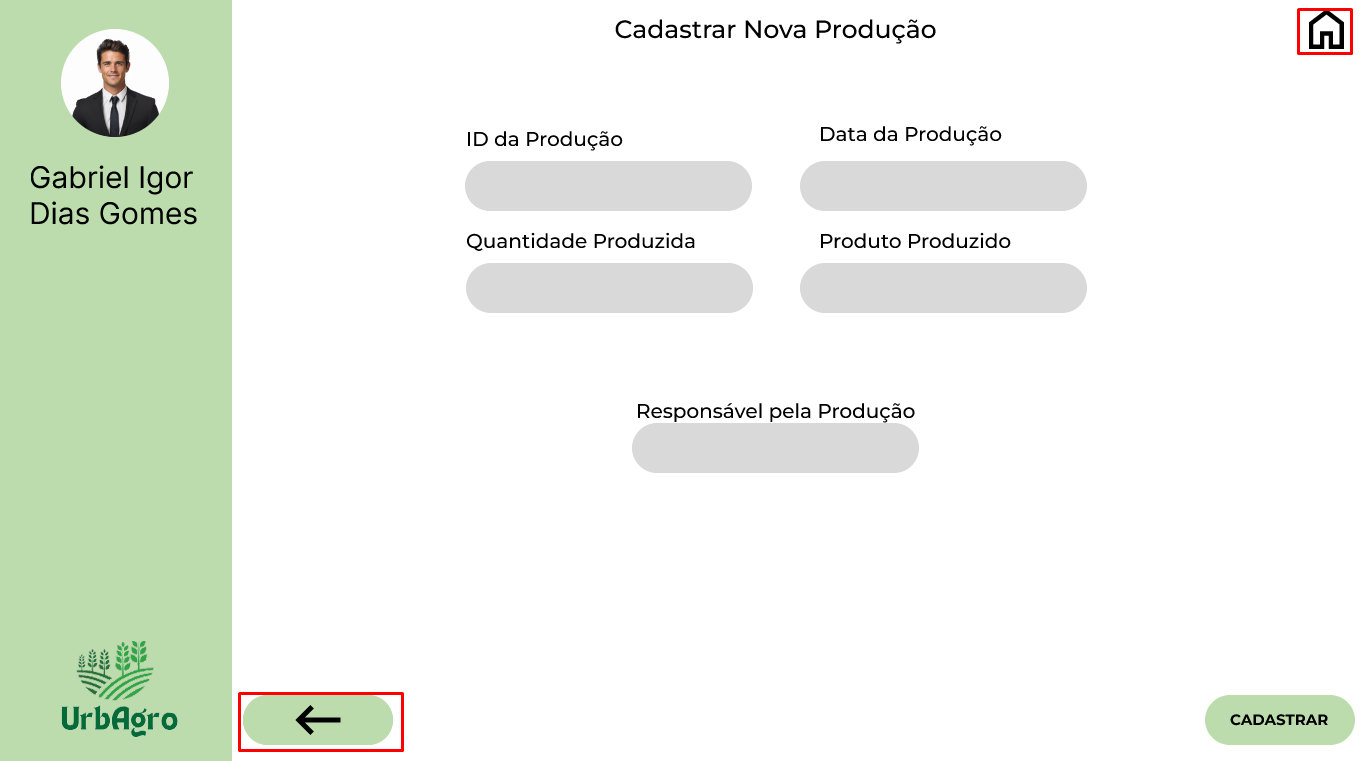 Cadastrar Nova Produção
Gabriel Igor
Dias Gomes
ID da Produção
Data da Produção
Quantidade Produzida
Produto Produzido
Responsável pela Produção
UrbAgro
CADASTRAR